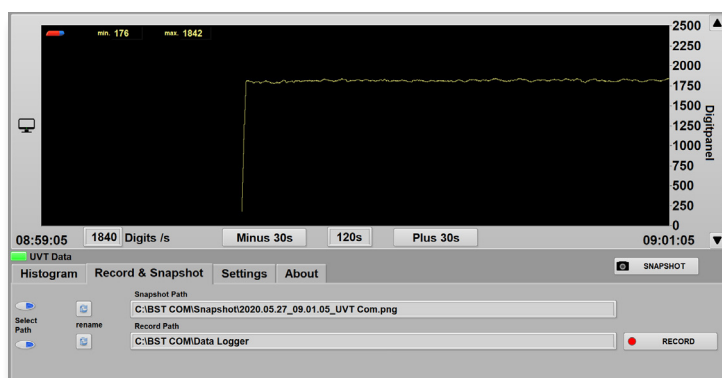 min. 176 max. 1842
2500
2250
2000
1750
1500
1250
1000
750
500
250
0
Digitpanel
08:59:05 1840 Digits /s Minus 30s 120s Plus 30s 09:01:05
UVT Data
Histogram Record & Snapshot Settings About SNAPSHOT
Snapshot Path
C:\BST COM\Snapshot\2020.05.27_09.01.05_UVT Com.png
Select
Path
rename
Record Path
C:\BST COM\Data Logger RECORD